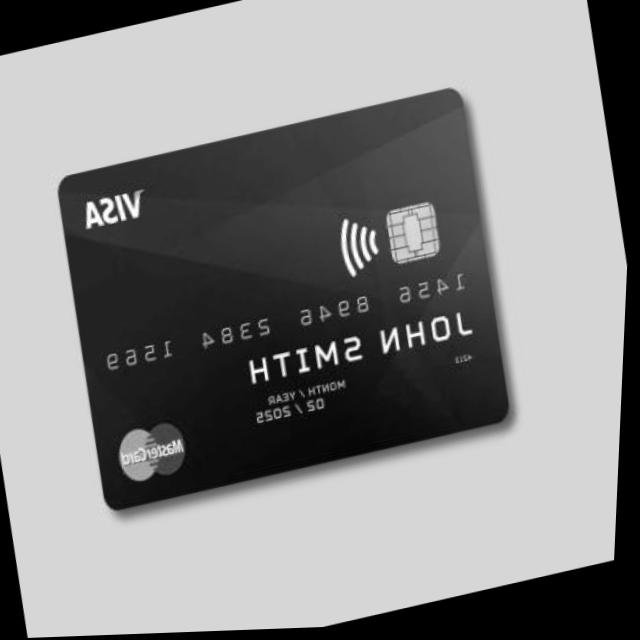 VISA
1456 8946 2384 1569
JOHN SMITH
MONTH / YEAR
02 / 2025
MasterCard